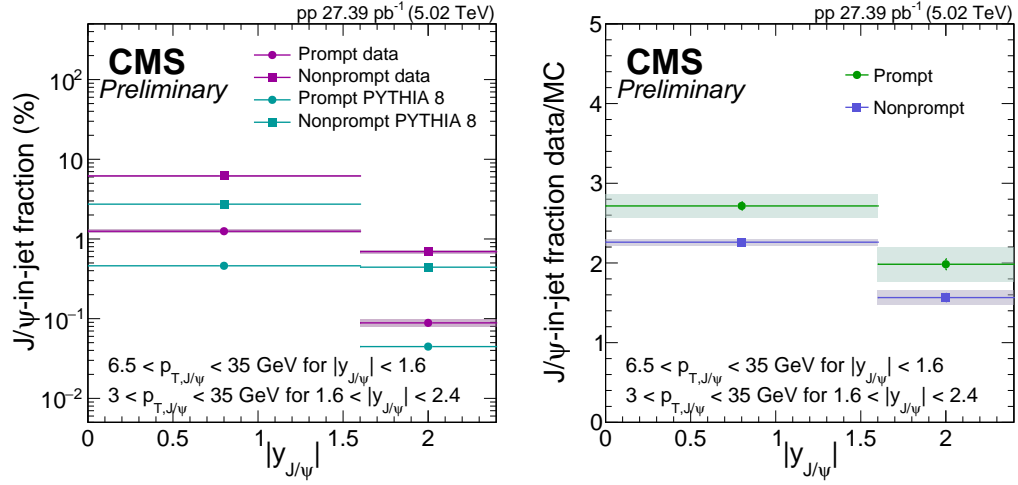 pp 27.39 pb⁻¹ (5.02 TeV)
CMS
Preliminary
Prompt data
Nonprompt data
Prompt PYTHIA 8
Nonprompt PYTHIA 8
J/ψ-in-jet fraction (%)
10²
10
1
10⁻¹
10⁻²
6.5 < p_T,J/ψ < 35 GeV for |y_J/ψ| < 1.6
3 < p_T,J/ψ < 35 GeV for 1.6 < |y_J/ψ| < 2.4
0 0.5 1 1.5 2
|y_J/ψ|
pp 27.39 pb⁻¹ (5.02 TeV)
CMS
Preliminary
Prompt
Nonprompt
J/ψ-in-jet fraction data/MC
5
4
3
2
1
0
6.5 < p_T,J/ψ < 35 GeV for |y_J/ψ| < 1.6
3 < p_T,J/ψ < 35 GeV for 1.6 < |y_J/ψ| < 2.4
0 0.5 1 1.5 2
|y_J/ψ|